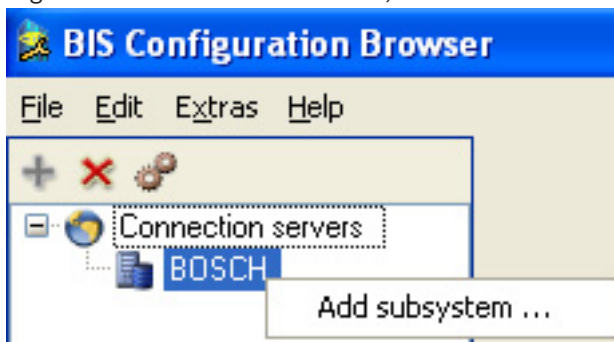 BIS Configuration Browser
File Edit Extras Help
Connection servers
BOSCH
Add subsystem ...